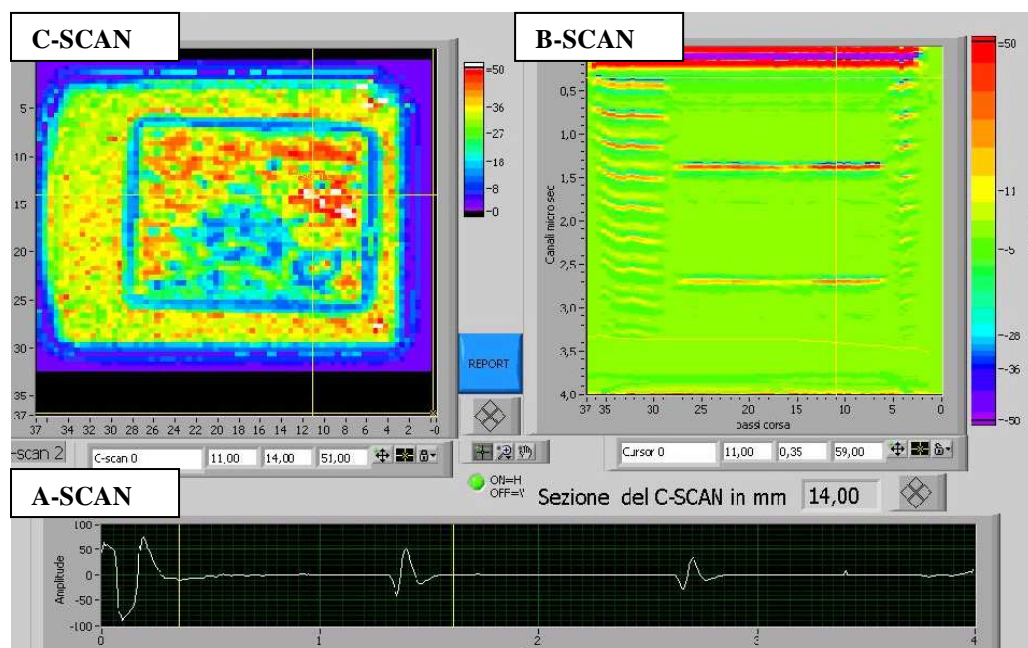 C-SCAN
B-SCAN
=50
-36
-27
-18
-8
-0
5
10
15
20
25
30
35
37
37 34 32 30 28 26 24 22 20 18 16 14 12 10 8 6 4 2 -0
=50
-11
-5
-11
-36
-50
0,5
1,0
1,5
2,0
2,5
3,0
3,5
4,0
Canali micro sec
37 35 30 25 20 15 10 5 0
passi corsa
REPORT
-scan 2
C-scan 0 11,00 14,00 51,00
Cursor 0 11,00 0,35 59,00
ON=H
OFF=V
Sezione del C-SCAN in mm 14,00
A-SCAN
Amplitude
100
50
0
-50
-100
0 1 2 3 4